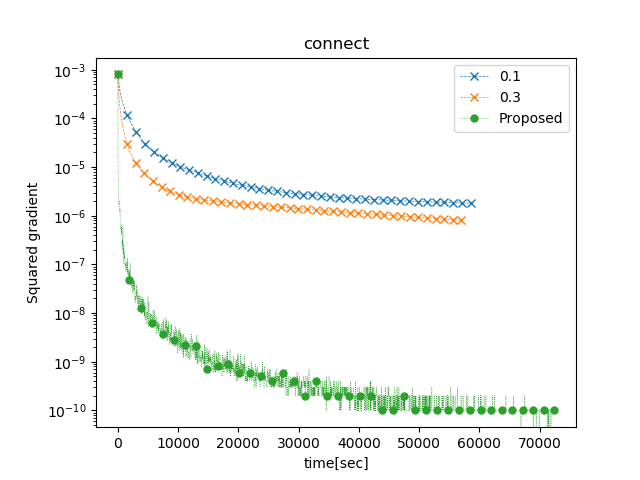 connect
10⁻³
10⁻⁴
10⁻⁵
10⁻⁶
10⁻⁷
10⁻⁸
10⁻⁹
10⁻¹⁰
Squared gradient
0.1
0.3
Proposed
0 10000 20000 30000 40000 50000 60000 70000
time[sec]